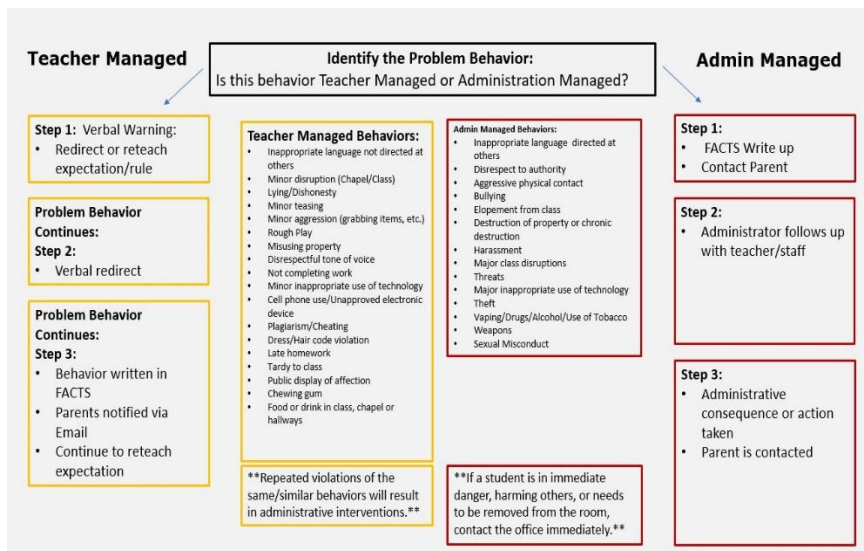 Teacher Managed
Identify the Problem Behavior:
Is this behavior Teacher Managed or Administration Managed?
Admin Managed
Step 1: Verbal Warning:
• Redirect or reteach
expectation/rule
Problem Behavior
Continues:
Step 2:
• Verbal redirect
Problem Behavior
Continues:
Step 3:
• Behavior written in
FACTS
• Parents notified via
Email
• Continue to reteach
expectation
Teacher Managed Behaviors:
• Inappropriate language not directed at
others
• Minor disruption (Chapel/Class)
• Lying/Dishonesty
• Minor teasing
• Minor aggression (grabbing items, etc.)
• Rough Play
• Misusing property
• Disrespectful tone of voice
• Not completing work
• Minor inappropriate use of technology
• Cell phone use/Unapproved electronic
device
• Plagiarism/Cheating
• Dress/Hair code violation
• Late homework
• Tardy to class
• Public display of affection
• Chewing gum
• Food or drink in class, chapel or
hallways
**Repeated violations of the
same/similar behaviors will result
in administrative interventions.**
Admin Managed Behaviors:
• Inappropriate language directed at
others
• Disrespect to authority
• Aggressive physical contact
• Bullying
• Elopement from class
• Destruction of property or chronic
destruction
• Harassment
• Major class disruptions
• Threats
• Major inappropriate use of technology
• Theft
• Vaping/Drugs/Alcohol/Use of Tobacco
• Weapons
• Sexual Misconduct
**If a student is in immediate
danger, harming others, or needs
to be removed from the room,
contact the office immediately.**
Step 1:
• FACTS Write up
• Contact Parent
Step 2:
• Administrator follows up
with teacher/staff
Step 3:
• Administrative
consequence or action
taken
• Parent is contacted